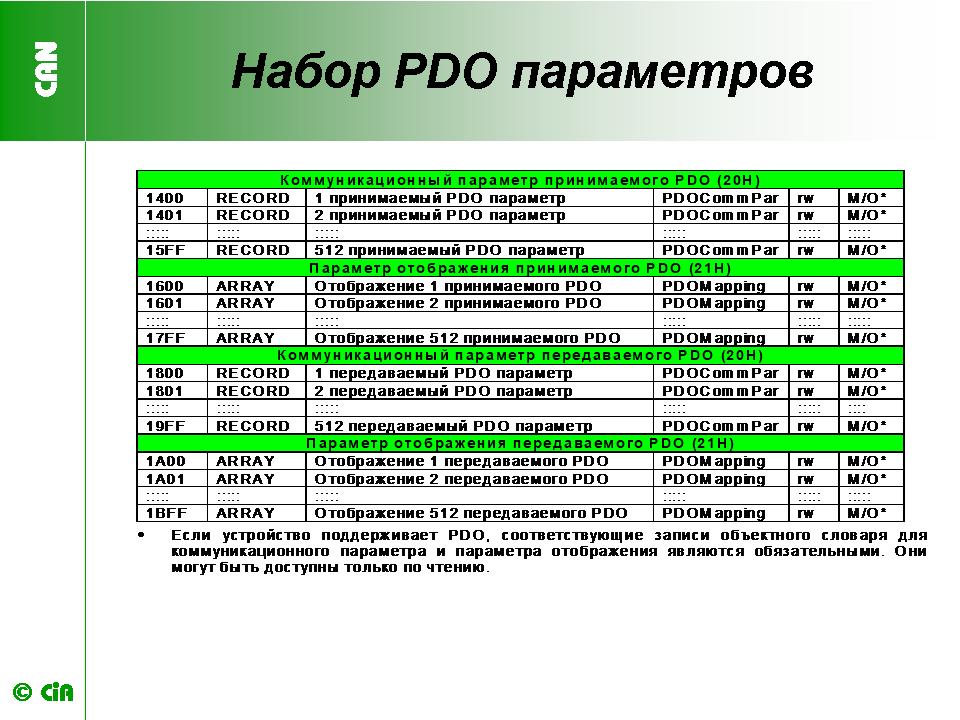 CAN
Набор PDO параметров
Коммуникационный параметр принимаемого PDO (20H)
1400 RECORD 1 принимаемый PDO параметр PDOCommPar rw M/O*
1401 RECORD 2 принимаемый PDO параметр PDOCommPar rw M/O*
::::: ::::: ::::: ::::: ::::: :::::
15FF RECORD 512 принимаемый PDO параметр PDOCommPar rw M/O*
Параметр отображения принимаемого PDO (21H)
1600 ARRAY Отображение 1 принимаемого PDO PDOMapping rw M/O*
1601 ARRAY Отображение 2 принимаемого PDO PDOMapping rw M/O*
::::: ::::: ::::: ::::: ::::: :::::
17FF ARRAY Отображение 512 принимаемого PDO PDOMapping rw M/O*
Коммуникационный параметр передаваемого PDO (20H)
1800 RECORD 1 передаваемый PDO параметр PDOCommPar rw M/O*
1801 RECORD 2 передаваемый PDO параметр PDOCommPar rw M/O*
::::: ::::: ::::: ::::: ::::: ::::
19FF RECORD 512 передаваемый PDO параметр PDOCommPar rw M/O*
Параметр отображения передаваемого PDO (21H)
1A00 ARRAY Отображение 1 передаваемого PDO PDOMapping rw M/O*
1A01 ARRAY Отображение 2 передаваемого PDO PDOMapping rw M/O*
::::: ::::: ::::: ::::: ::::: :::::
1BFF ARRAY Отображение 512 передаваемого PDO PDOMapping rw M/O*
• Если устройство поддерживает PDO, соответствующие записи объектного словаря для
коммуникационного параметра и параметра отображения являются обязательными. Они
могут быть доступны только по чтению.
© CiA